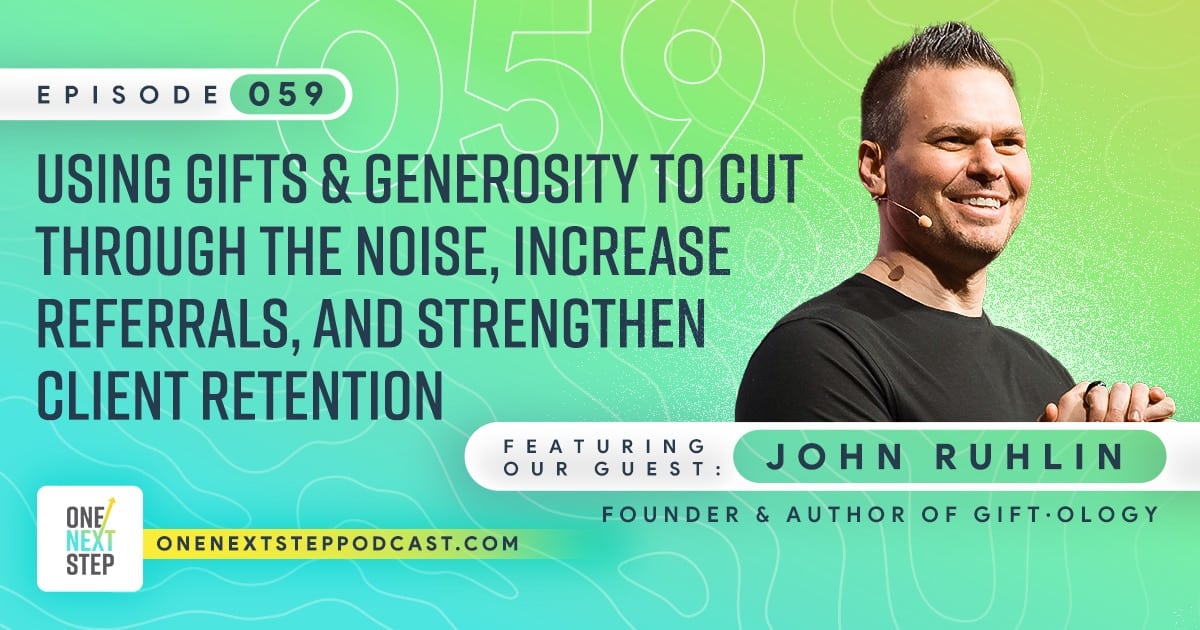 EPISODE 059
059
USING GIFTS & GENEROSITY TO CUT
THROUGH THE NOISE, INCREASE
REFERRALS, AND STRENGTHEN
CLIENT RETENTION
FEATURING
OUR GUEST:
JOHN RUHLIN
FOUNDER & AUTHOR OF GIFT·OLOGY
ONE
NEXT
STEP
ONENEXTSTEPPODCAST.COM